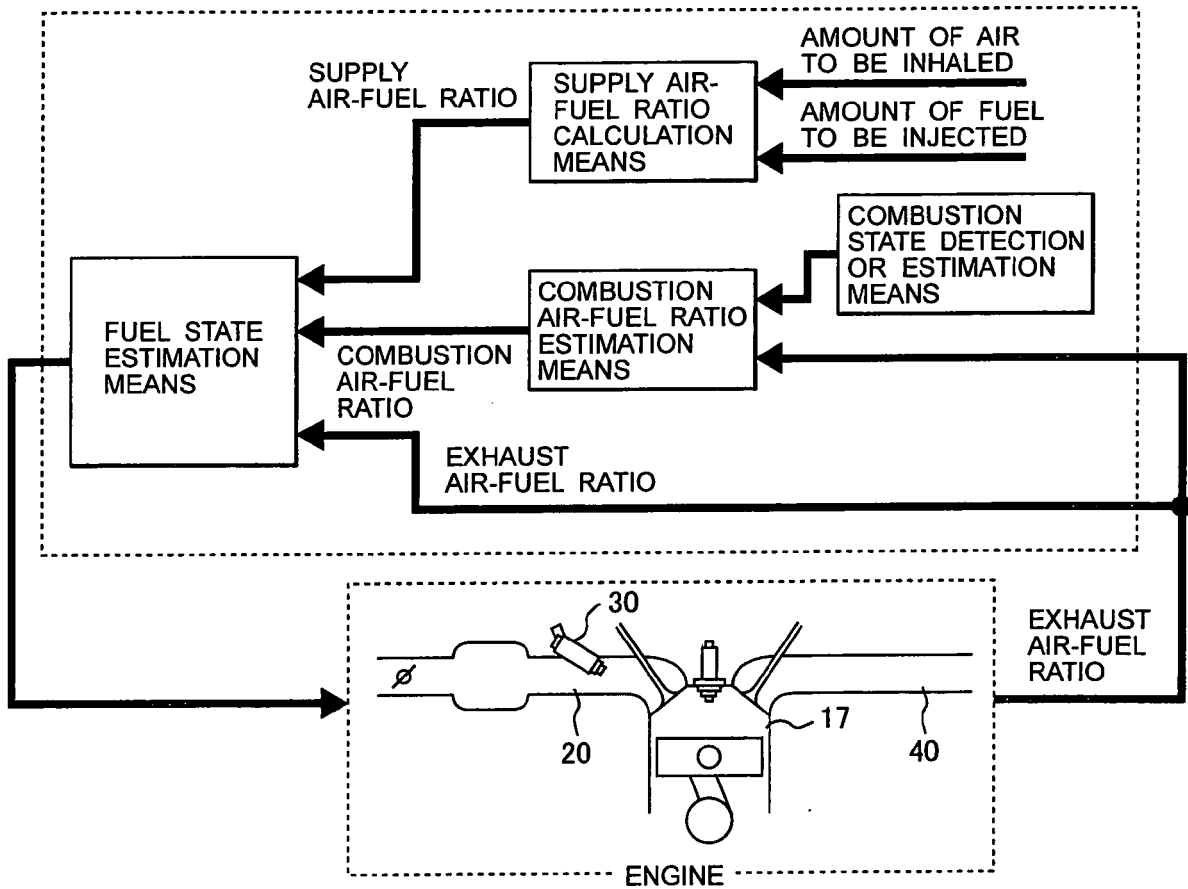 AMOUNT OF AIR
TO BE INHALED
SUPPLY
AIR-FUEL RATIO
SUPPLY AIR-
FUEL RATIO
CALCULATION
MEANS
AMOUNT OF FUEL
TO BE INJECTED
COMBUSTION
STATE DETECTION
OR ESTIMATION
MEANS
FUEL STATE
ESTIMATION
MEANS
COMBUSTION
AIR-FUEL RATIO
ESTIMATION
MEANS
COMBUSTION
AIR-FUEL
RATIO
EXHAUST
AIR-FUEL RATIO
30
20
17
40
EXHAUST
AIR-FUEL
RATIO
ENGINE